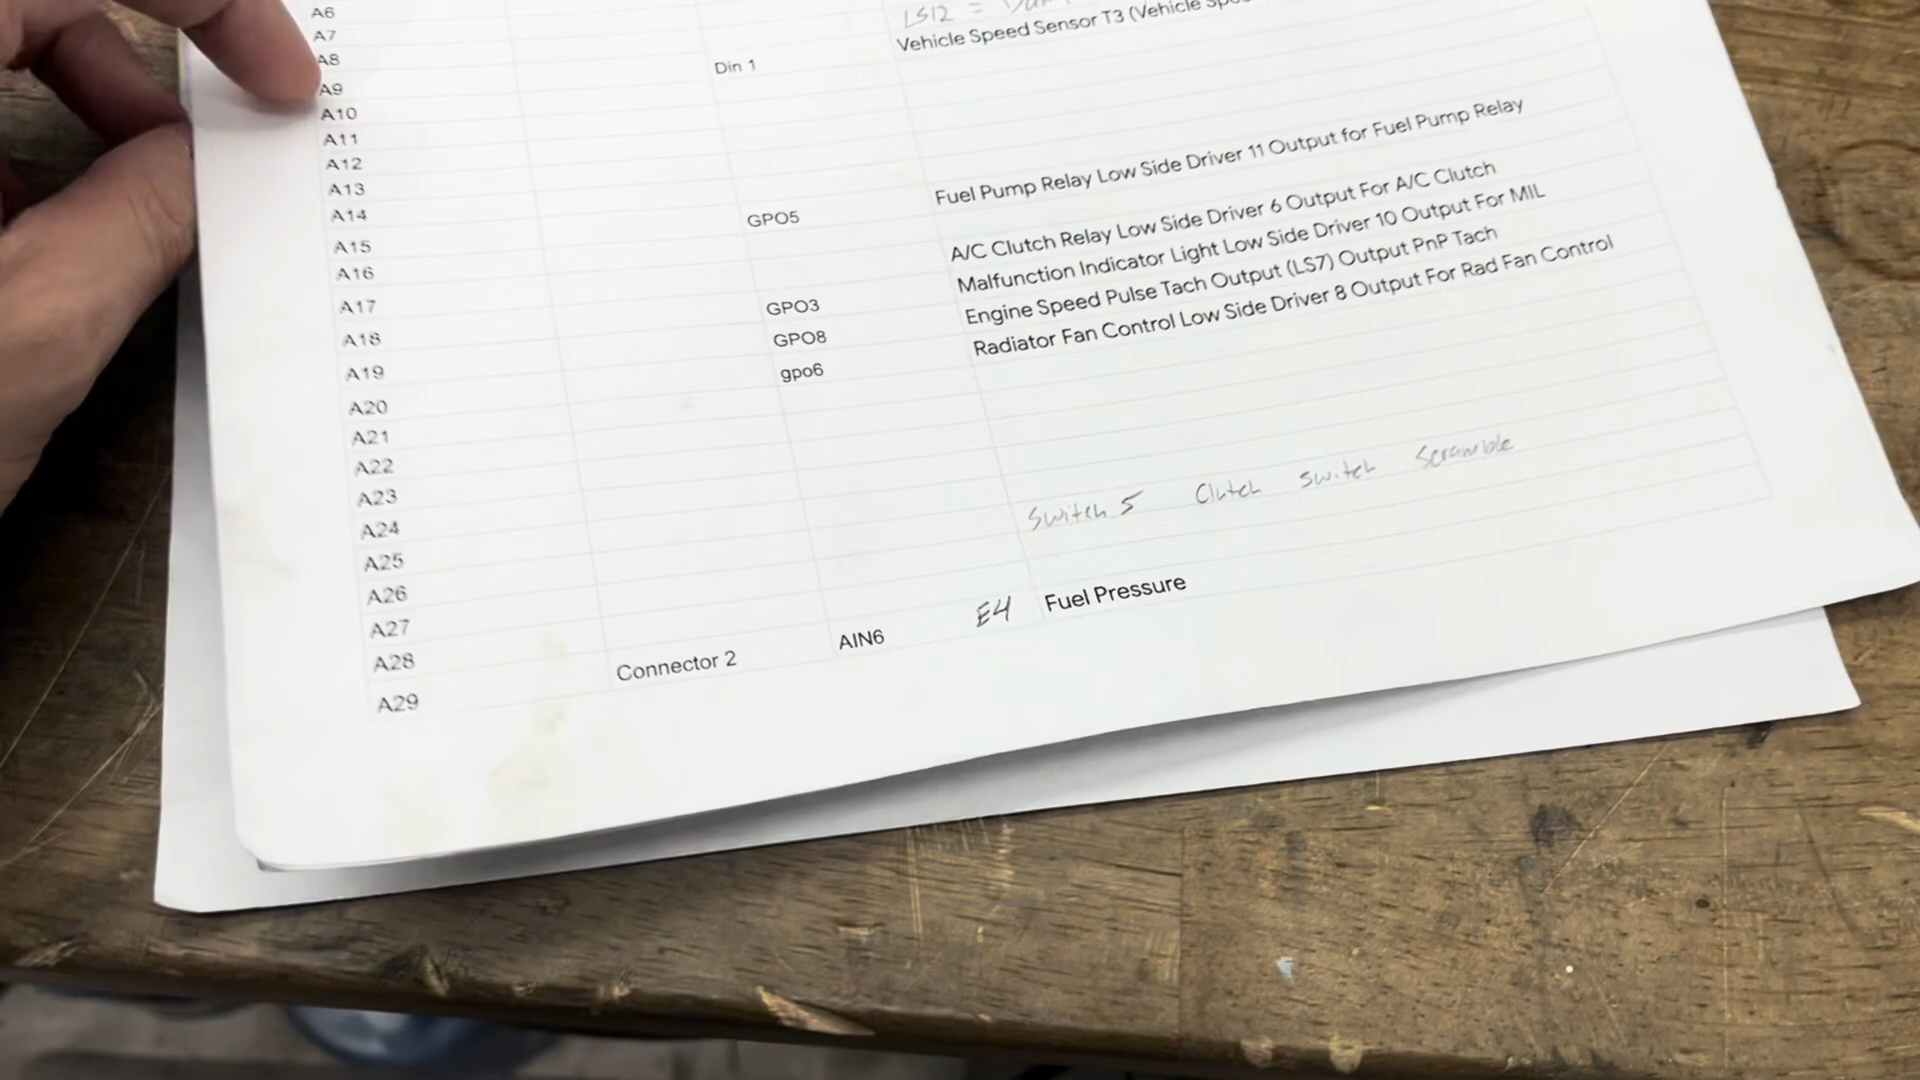 A6
A7
A8
A9 LS12 =
A10 Din 1 Vehicle Speed Sensor T3 (Vehicle
A11
A12
A13
A14
A15
A16 GPO5 Fuel Pump Relay Low Side Driver 11 Output for Fuel Pump Relay
A17
A18 A/C Clutch Relay Low Side Driver 6 Output For A/C Clutch
A19 GPO3 Malfunction Indicator Light Low Side Driver 10 Output For MIL
A20 GPO8 Engine Speed Pulse Tach Output (LS7) Output PnP Tach
A21 gpo6 Radiator Fan Control Low Side Driver 8 Output For Rad Fan Control
A22
A23
A24
A25
A26
A27 Switch 5 Clutch switch Scramble
A28
A29 Connector 2 AIN6 E4 Fuel Pressure